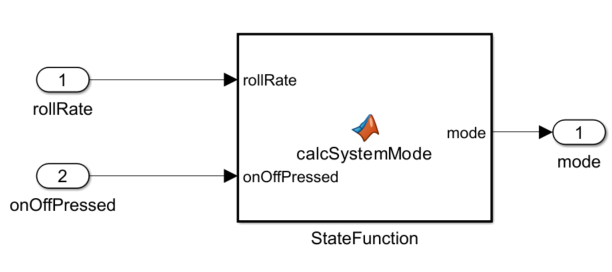 1
rollRate
rollRate
2
onOffPressed
onOffPressed
calcSystemMode
mode
StateFunction
1
mode